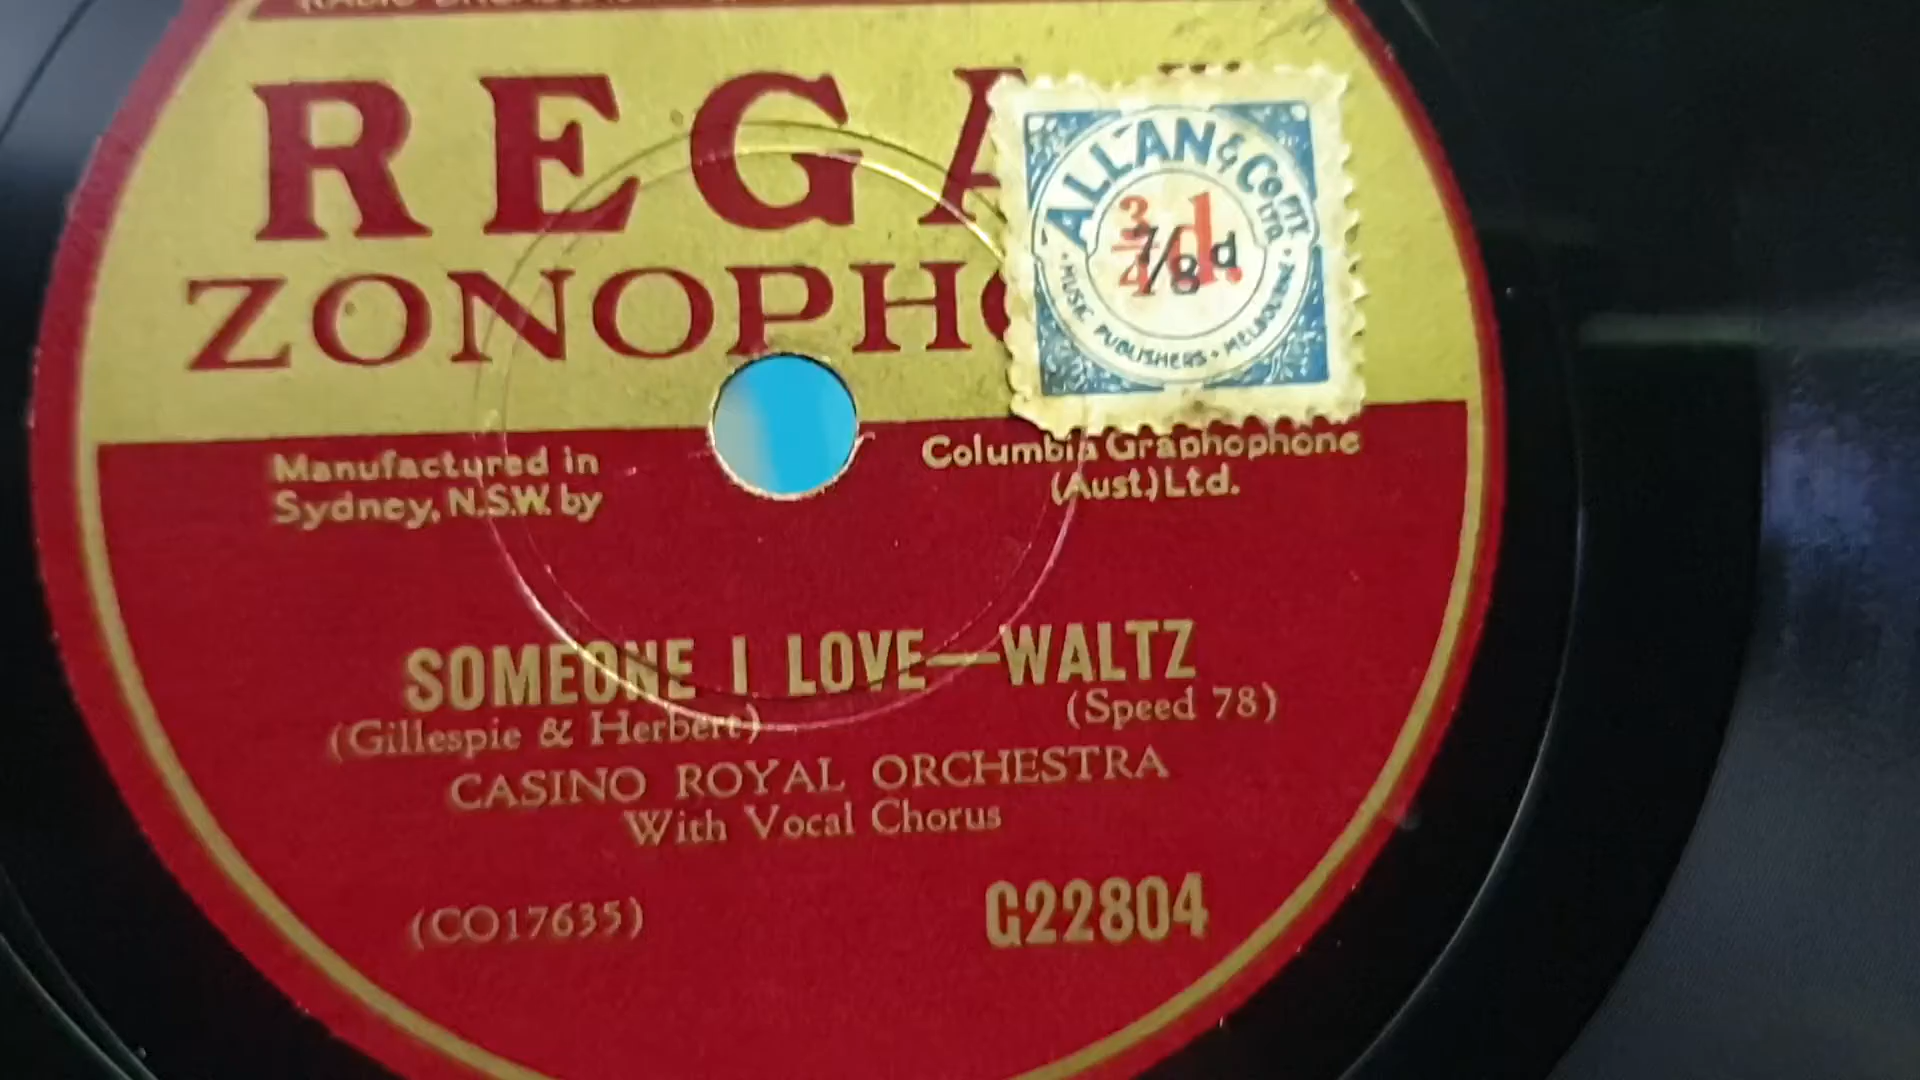 REGA
ZONOPHO
ALLAN & Co PTY LTD.
3/4d.
7/8 d
MUSIC PUBLISHERS • MELBOURNE
Manufactured in
Sydney, N.S.W. by
Columbia Graphophone
(Aust.) Ltd.
SOMEONE I LOVE—WALTZ
(Gillespie & Herbert)
(Speed 78)
CASINO ROYAL ORCHESTRA
With Vocal Chorus
(CO17635)
G22804